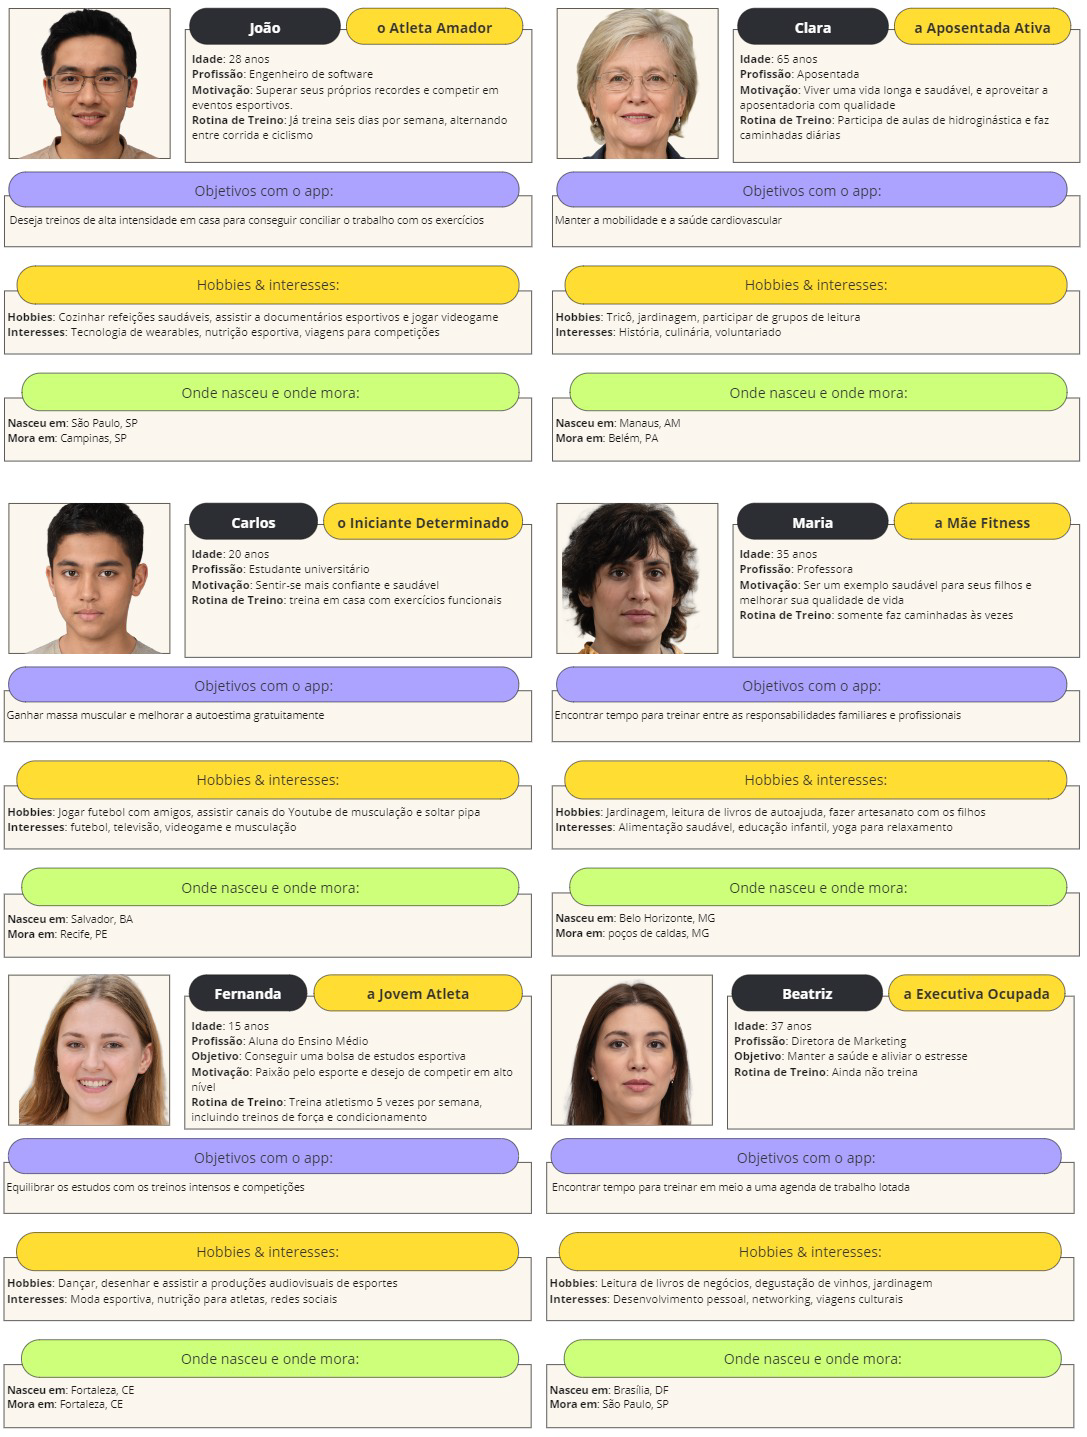 João
o Atleta Amador
Idade: 28 anos
Profissão: Engenheiro de software
Motivação: Superar seus próprios recordes e competir em
eventos esportivos.
Rotina de Treino: Já treina seis dias por semana, alternando
entre corrida e ciclismo
Objetivos com o app:
Deseja treinos de alta intensidade em casa para conseguir conciliar o trabalho com os exercícios
Hobbies & interesses:
Hobbies: Cozinhar refeições saudáveis, assistir a documentários esportivos e jogar videogame
Interesses: Tecnologia de wearables, nutrição esportiva, viagens para competições
Onde nasceu e onde mora:
Nasceu em: São Paulo, SP
Mora em: Campinas, SP
Clara
a Aposentada Ativa
Idade: 65 anos
Profissão: Aposentada
Motivação: Viver uma vida longa e saudável, e aproveitar a
aposentadoria com qualidade
Rotina de Treino: Participa de aulas de hidroginástica e faz
caminhadas diárias
Objetivos com o app:
Manter a mobilidade e a saúde cardiovascular
Hobbies & interesses:
Hobbies: Tricô, jardinagem, participar de grupos de leitura
Interesses: História, culinária, voluntariado
Onde nasceu e onde mora:
Nasceu em: Manaus, AM
Mora em: Belém, PA
Carlos
o Iniciante Determinado
Idade: 20 anos
Profissão: Estudante universitário
Motivação: Sentir-se mais confiante e saudável
Rotina de Treino: treina em casa com exercícios funcionais
Objetivos com o app:
Ganhar massa muscular e melhorar a autoestima gratuitamente
Hobbies & interesses:
Hobbies: Jogar futebol com amigos, assistir canais do Youtube de musculação e soltar pipa
Interesses: futebol, televisão, videogame e musculação
Onde nasceu e onde mora:
Nasceu em: Salvador, BA
Mora em: Recife, PE
Maria
a Mãe Fitness
Idade: 35 anos
Profissão: Professora
Motivação: Ser um exemplo saudável para seus filhos e
melhorar sua qualidade de vida
Rotina de Treino: somente faz caminhadas às vezes
Objetivos com o app:
Encontrar tempo para treinar entre as responsabilidades familiares e profissionais
Hobbies & interesses:
Hobbies: Jardinagem, leitura de livros de autoajuda, fazer artesanato com os filhos
Interesses: Alimentação saudável, educação infantil, yoga para relaxamento
Onde nasceu e onde mora:
Nasceu em: Belo Horizonte, MG
Mora em: poços de caldas, MG
Fernanda
a Jovem Atleta
Idade: 15 anos
Profissão: Aluna do Ensino Médio
Objetivo: Conseguir uma bolsa de estudos esportiva
Motivação: Paixão pelo esporte e desejo de competir em alto
nível
Rotina de Treino: Treina atletismo 5 vezes por semana,
incluindo treinos de força e condicionamento
Objetivos com o app:
Equilibrar os estudos com os treinos intensos e competições
Hobbies & interesses:
Hobbies: Dançar, desenhar e assistir a produções audiovisuais de esportes
Interesses: Moda esportiva, nutrição para atletas, redes sociais
Onde nasceu e onde mora:
Nasceu em: Fortaleza, CE
Mora em: Fortaleza, CE
Beatriz
a Executiva Ocupada
Idade: 37 anos
Profissão: Diretora de Marketing
Objetivo: Manter a saúde e aliviar o estresse
Rotina de Treino: Ainda não treina
Objetivos com o app:
Encontrar tempo para treinar em meio a uma agenda de trabalho lotada
Hobbies & interesses:
Hobbies: Leitura de livros de negócios, degustação de vinhos, jardinagem
Interesses: Desenvolvimento pessoal, networking, viagens culturais
Onde nasceu e onde mora:
Nasceu em: Brasília, DF
Mora em: São Paulo, SP